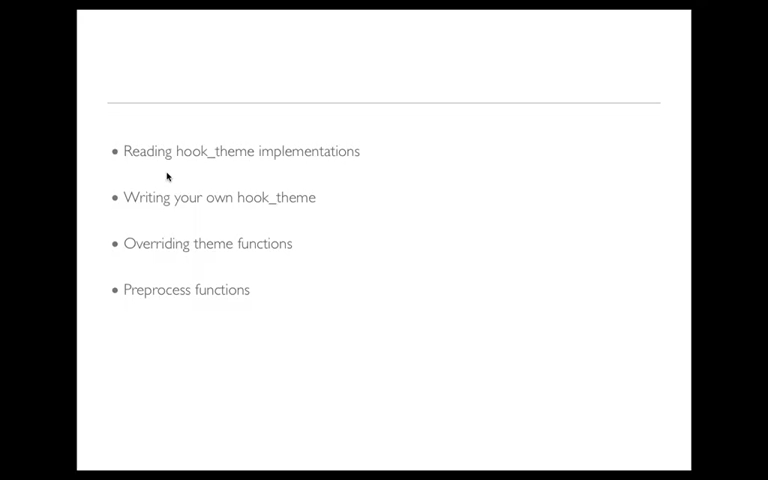 • Reading hook_theme implementations
• Writing your own hook_theme
• Overriding theme functions
• Preprocess functions